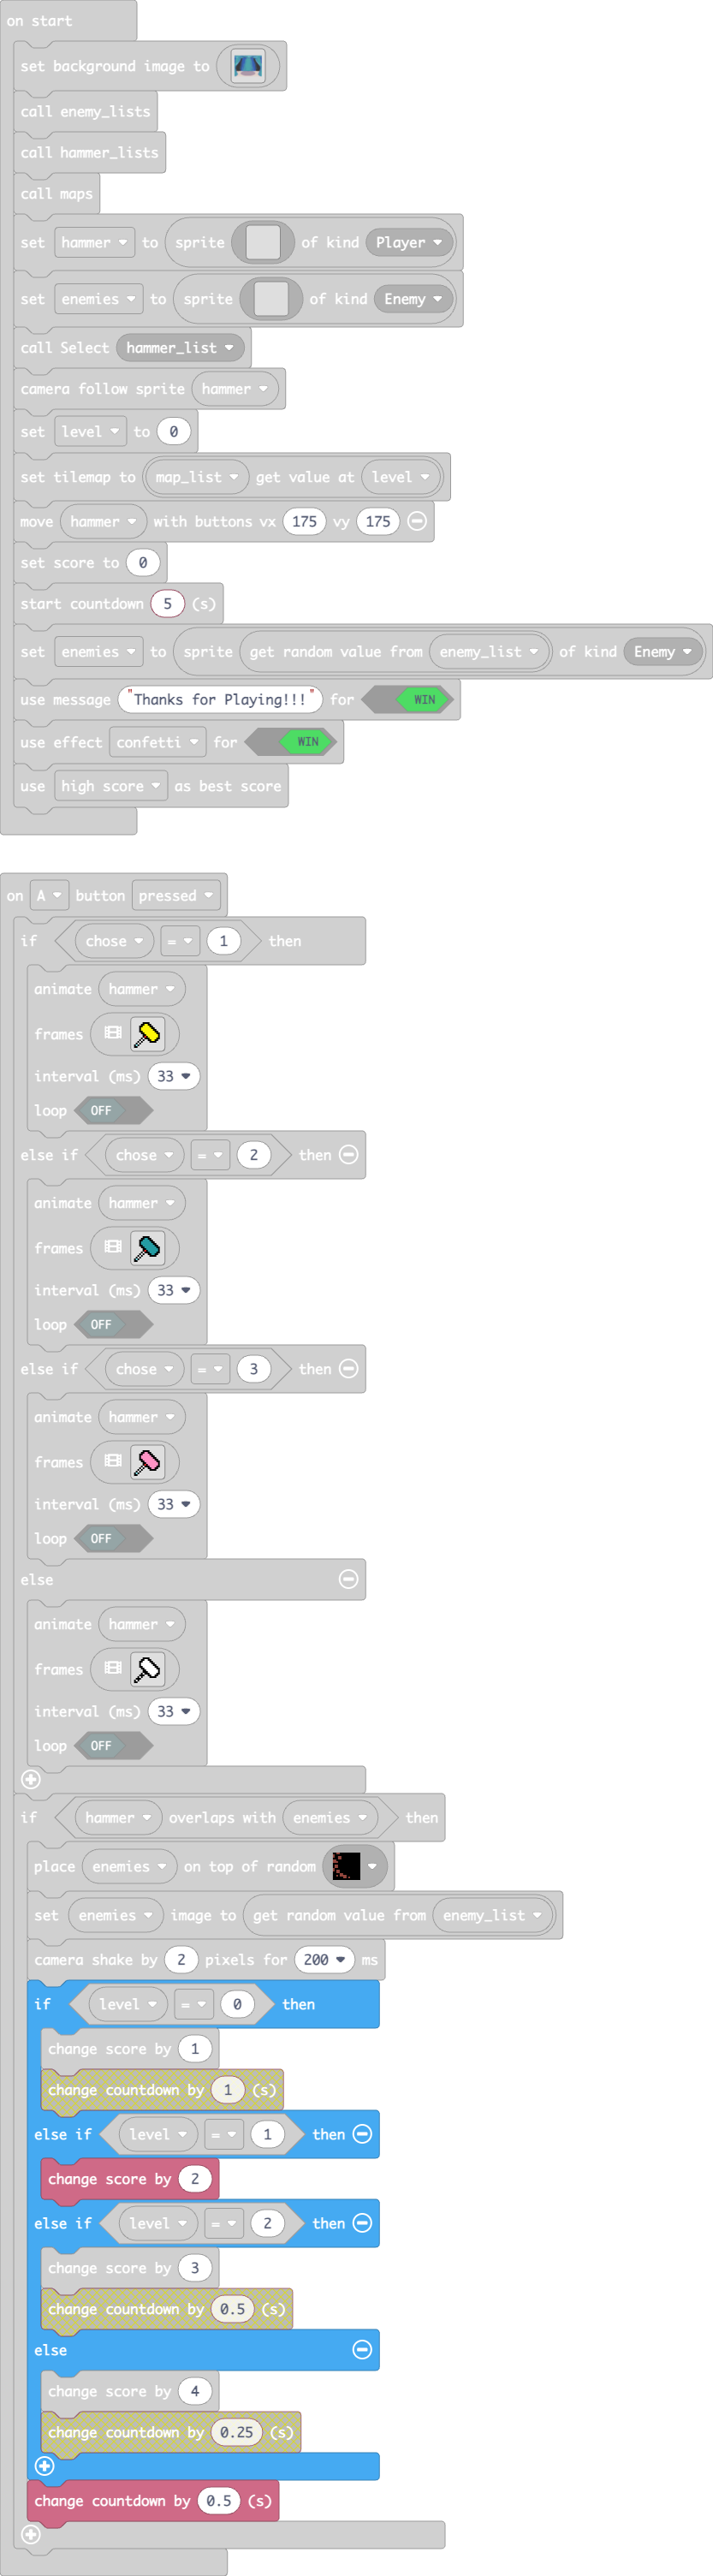 on start
set background image to
call enemy_lists
call hammer_lists
call maps
set hammer to sprite of kind Player
set enemies to sprite of kind Enemy
call Select hammer_list
camera follow sprite hammer
set level to 0
set tilemap to map_list get value at level
move hammer with buttons vx 175 vy 175
set score to 0
start countdown 5 (s)
set enemies to sprite get random value from enemy_list of kind Enemy
use message "Thanks for Playing!!!" for WIN
use effect confetti for WIN
use high score as best score
on A button pressed
if chose = 1 then
animate hammer
frames
interval (ms) 33
loop OFF
else if chose = 2 then
animate hammer
frames
interval (ms) 33
loop OFF
else if chose = 3 then
animate hammer
frames
interval (ms) 33
loop OFF
else
animate hammer
frames
interval (ms) 33
loop OFF
if hammer overlaps with enemies then
place enemies on top of random
set enemies image to get random value from enemy_list
camera shake by 2 pixels for 200 ms
if level = 0 then
change score by 1
change countdown by 1 (s)
else if level = 1 then
change score by 2
else if level = 2 then
change score by 3
change countdown by 0.5 (s)
else
change score by 4
change countdown by 0.25 (s)
change countdown by 0.5 (s)